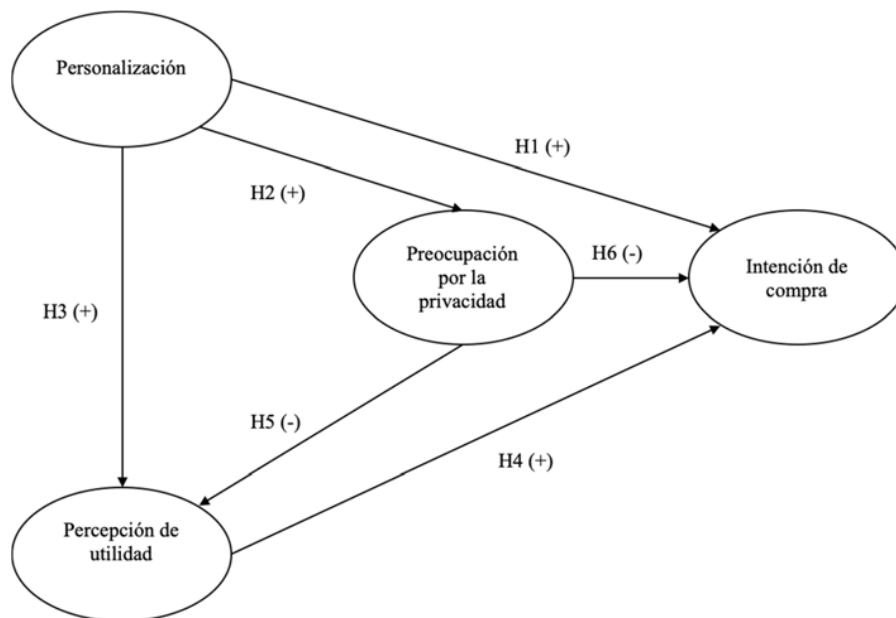 Personalización
H1 (+)
H2 (+)
Preocupación
por la
privacidad
H6 (-)
Intención de
compra
H3 (+)
H5 (-)
H4 (+)
Percepción de
utilidad